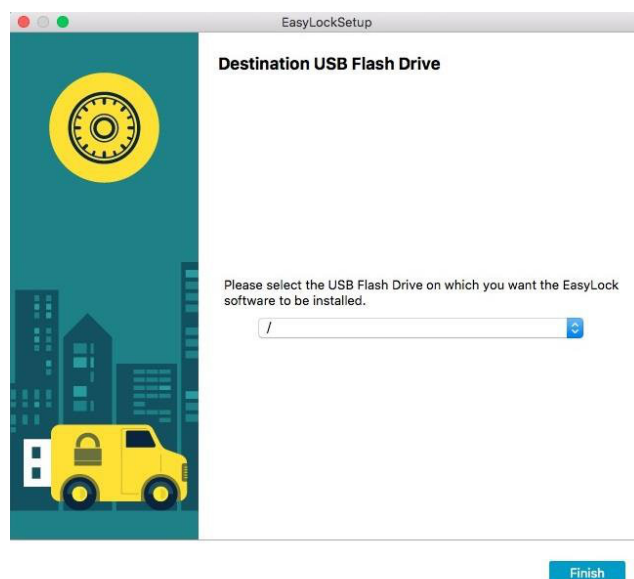 EasyLockSetup
Destination USB Flash Drive
Please select the USB Flash Drive on which you want the EasyLock
software to be installed.
/
Finish